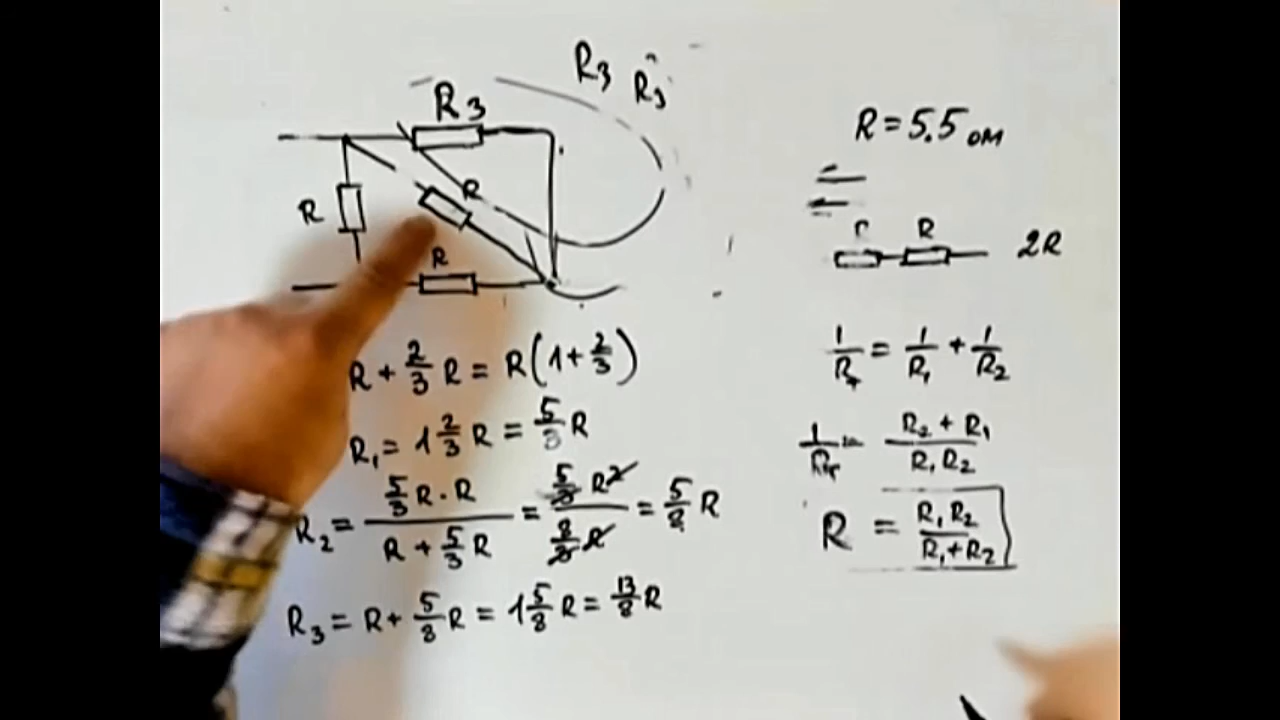 R₃ R₃
R₃
R = 5.5 ом
R
R
R
r R 2R
R + 2/3 R = R(1 + 2/3)
1/Rт = 1/R₁ + 1/R₂
R₁ = 1 2/3 R = 5/3 R
= (R₂ + R₁)/(R₁R₂)
R₂ = (5/3 R · R)/(R + 5/3 R) = (5/3 R²)/(8/3 R) = 5/8 R
R = R₁R₂/(R₁+R₂)
R₃ = R + 5/8 R = 1 5/8 R = 13/8 R